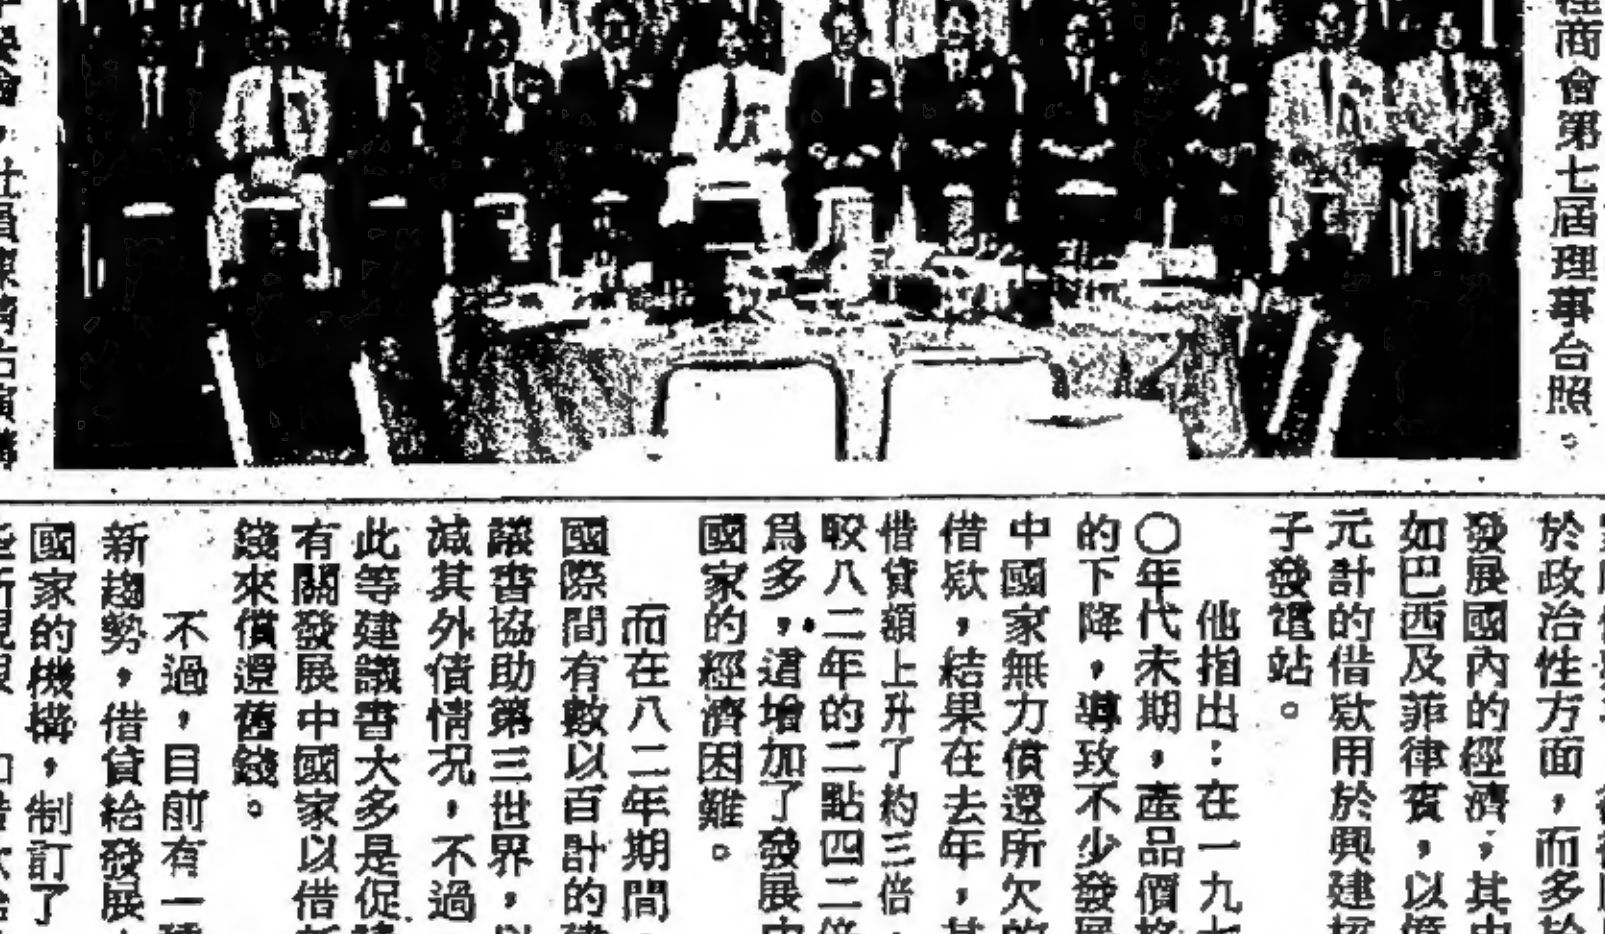 商會第七屆理事合照。
於政治性方面，而多於
發展國內的經濟；其中
如巴西及菲律賓，以億
元計的借欵用於興建核
子發電站。
他指出：在一九七
〇年代末期，產品價格
的下降，導致不少發展
中國家無力償還所欠的
借欵，結果在去年，其
借貸額上升了約三倍，
較八二年的二點四二倍
爲多，這增加了發展中
國家的經濟困難。
而在八二年期間，
國際間有數以百計的建
議書協助第三世界，以
減其外債情況，不過
此等建議書大多是促請
有關發展中國家以借新
錢來償還舊錢。
不過，目前有一種
新趨勢，借貸給發展
國家的機構，制訂了